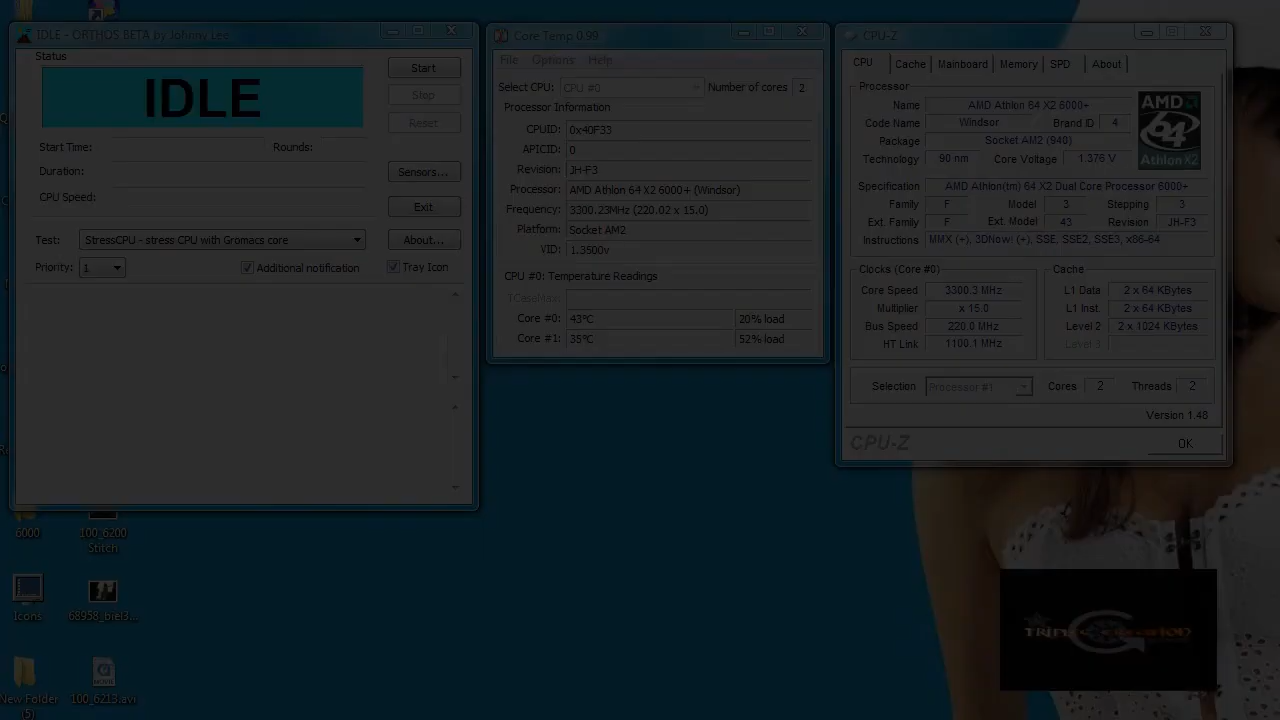 IDLE - ORTHOS BETA by Johnny Lee
Status
IDLE
Start
Stop
Reset
Start Time:
Rounds:
Duration:
Sensors...
CPU Speed:
Exit
Test:
StressCPU - stress CPU with Gromacs core
About...
Priority:
1
Additional notification
Tray Icon
Core Temp 0.99
File Options Help
Select CPU:
CPU #0
Number of cores
2
Processor Information
CPUID:
0x40F33
APICID:
0
Revision:
JH-F3
Processor:
AMD Athlon 64 X2 6000+ (Windsor)
Frequency:
3300.23MHz (220.02 x 15.0)
Platform:
Socket AM2
VID:
1.3500v
CPU #0: Temperature Readings
TCaseMax:
Core #0:
43°C
20% load
Core #1:
35°C
52% load
CPU-Z
CPU Cache Mainboard Memory SPD About
Processor
Name
AMD Athlon 64 X2 6000+
Code Name
Windsor
Brand ID
4
Package
Socket AM2 (940)
Technology
90 nm
Core Voltage
1.376 V
AMD
64
Athlon X2
Specification
AMD Athlon(tm) 64 X2 Dual Core Processor 6000+
Family
F
Model
3
Stepping
3
Ext. Family
F
Ext. Model
43
Revision
JH-F3
Instructions
MMX (+), 3DNow! (+), SSE, SSE2, SSE3, x86-64
Clocks (Core #0)
Core Speed
3300.3 MHz
Multiplier
x 15.0
Bus Speed
220.0 MHz
HT Link
1100.1 MHz
Cache
L1 Data
2 x 64 KBytes
L1 Inst.
2 x 64 KBytes
Level 2
2 x 1024 KBytes
Level 3
Selection
Processor #1
Cores
2
Threads
2
Version 1.48
CPU-Z
OK
6000
100_6200
Stitch
Icons
68958_biel3...
New Folder
(5)
MOVIE
100_6213.avi